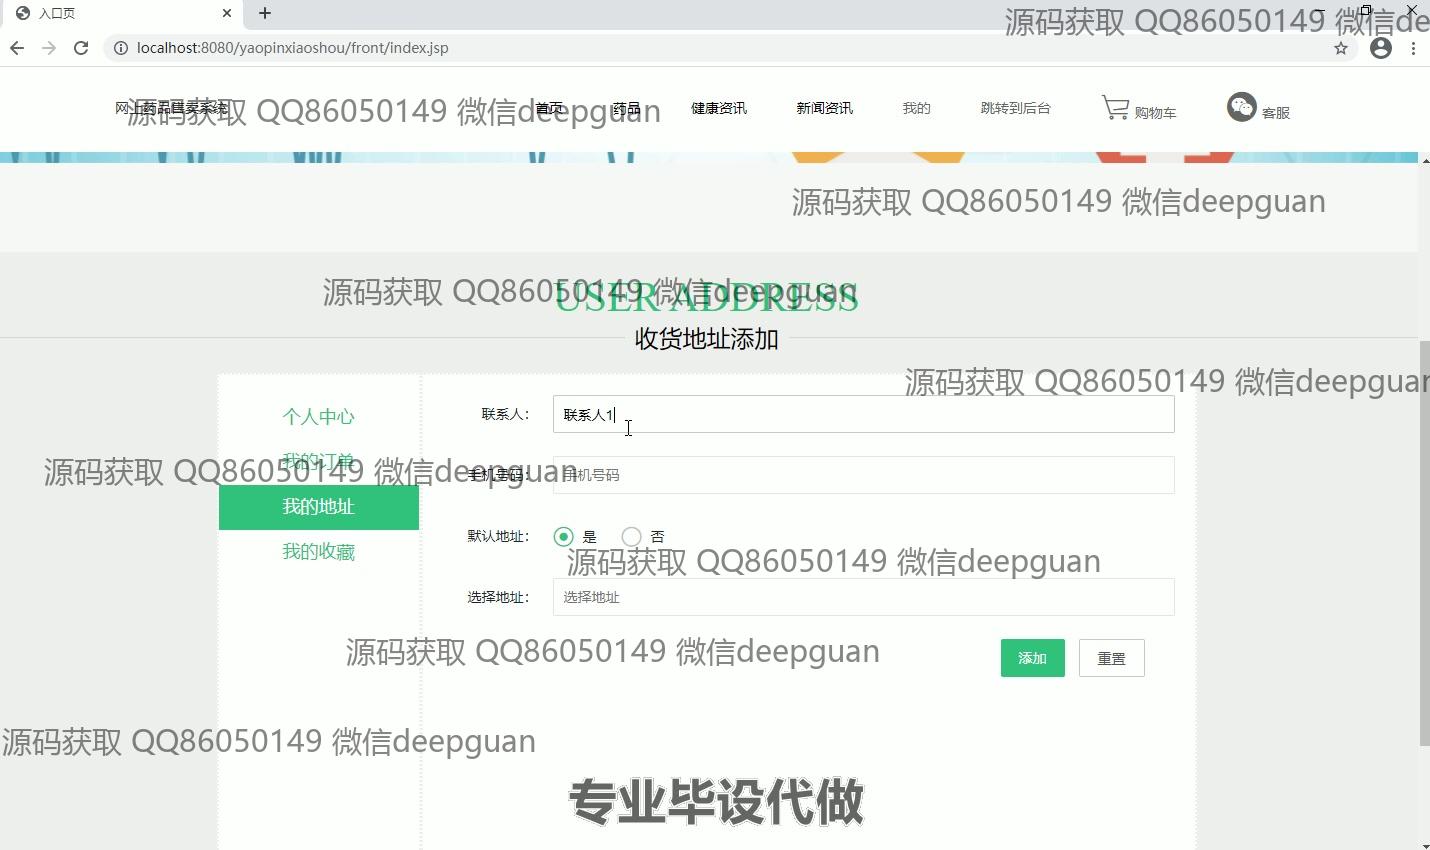 入口页
源码获取 QQ86050149 微信de
localhost:8080/yaopinxiaoshou/front/index.jsp
网上药品售卖系统
首页
药品
健康资讯
新闻资讯
我的
跳转到后台
购物车
客服
源码获取 QQ86050149 微信deepguan
源码获取 QQ86050149 微信deepguan
源码获取 QQ86050149 微信deepguan
USER ADDRESS
收货地址添加
源码获取 QQ86050149 微信deepguan
个人中心
联系人：
联系人1
我的订单
源码获取 QQ86050149 微信deepguan
手机号码：
手机号码
我的地址
默认地址：
是
否
我的收藏
源码获取 QQ86050149 微信deepguan
选择地址：
选择地址
源码获取 QQ86050149 微信deepguan
添加
重置
源码获取 QQ86050149 微信deepguan
专业毕设代做